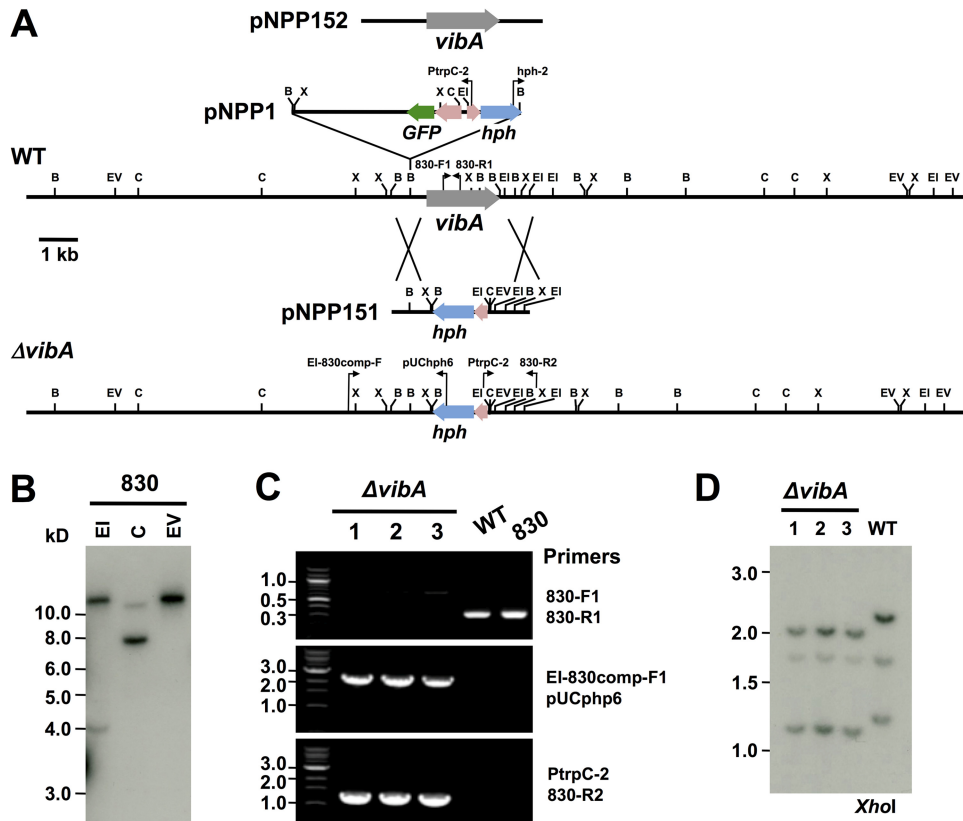 A
pNPP152
vibA
PtrpC-2
hph-2
B X
X C EI
B
pNPP1
GFP
hph
WT
830-F1 830-R1
B EV C C X X B B X B B EI B X EI EI B X B B C C X EV X EI EV
vibA
1 kb
B X B EI C EV EI B X EI
pNPP151
hph
ΔvibA
EI-830comp-F pUChph6 PtrpC-2 830-R2
B EV C C X X B B X B EI C EV EI B X EI B X B B C C X EV X EI EV
hph
B
830
kD
EI
C
EV
10.0
8.0
6.0
5.0
4.0
3.0
C
ΔvibA
1 2 3 WT 830
Primers
1.0
0.5
0.3
830-F1
830-R1
3.0
2.0
1.0
EI-830comp-F1
pUCphp6
3.0
2.0
1.0
PtrpC-2
830-R2
D
ΔvibA
1 2 3 WT
3.0
2.0
1.5
1.0
XhoI